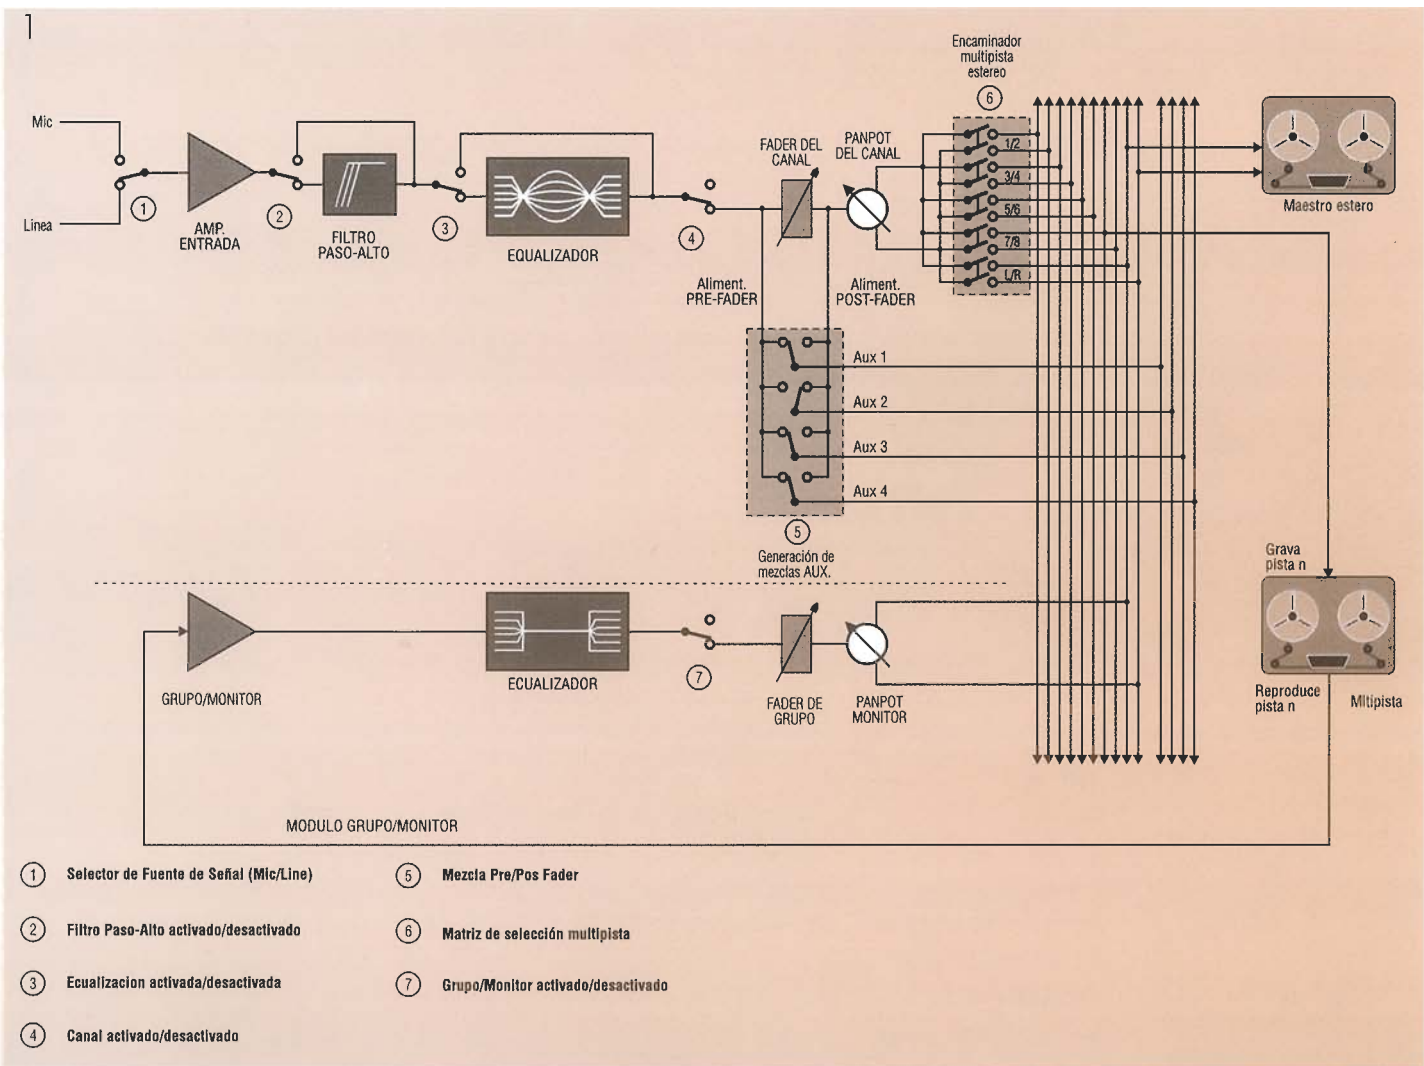 1
Encaminador
multipista
estereo
6
Mic
Linea
1
AMP.
ENTRADA
2
FILTRO
PASO-ALTO
3
EQUALIZADOR
4
FADER DEL
CANAL
PANPOT
DEL CANAL
1/2
3/4
5/6
7/8
L/R
Maestro estero
Aliment.
PRE-FADER
Aliment.
POST-FADER
Aux 1
Aux 2
Aux 3
Aux 4
5
Generación de
mezclas AUX.
Grava
pista n
GRUPO/MONITOR
ECUALIZADOR
7
FADER DE
GRUPO
PANPOT
MONITOR
Reproduce
pista n
Mltipista
MODULO GRUPO/MONITOR
1 Selector de Fuente de Señal (Mic/Line)
2 Filtro Paso-Alto activado/desactivado
3 Ecualizacion activada/desactivada
4 Canal activado/desactivado
5 Mezcla Pre/Pos Fader
6 Matriz de selección multipista
7 Grupo/Monitor activado/desactivado